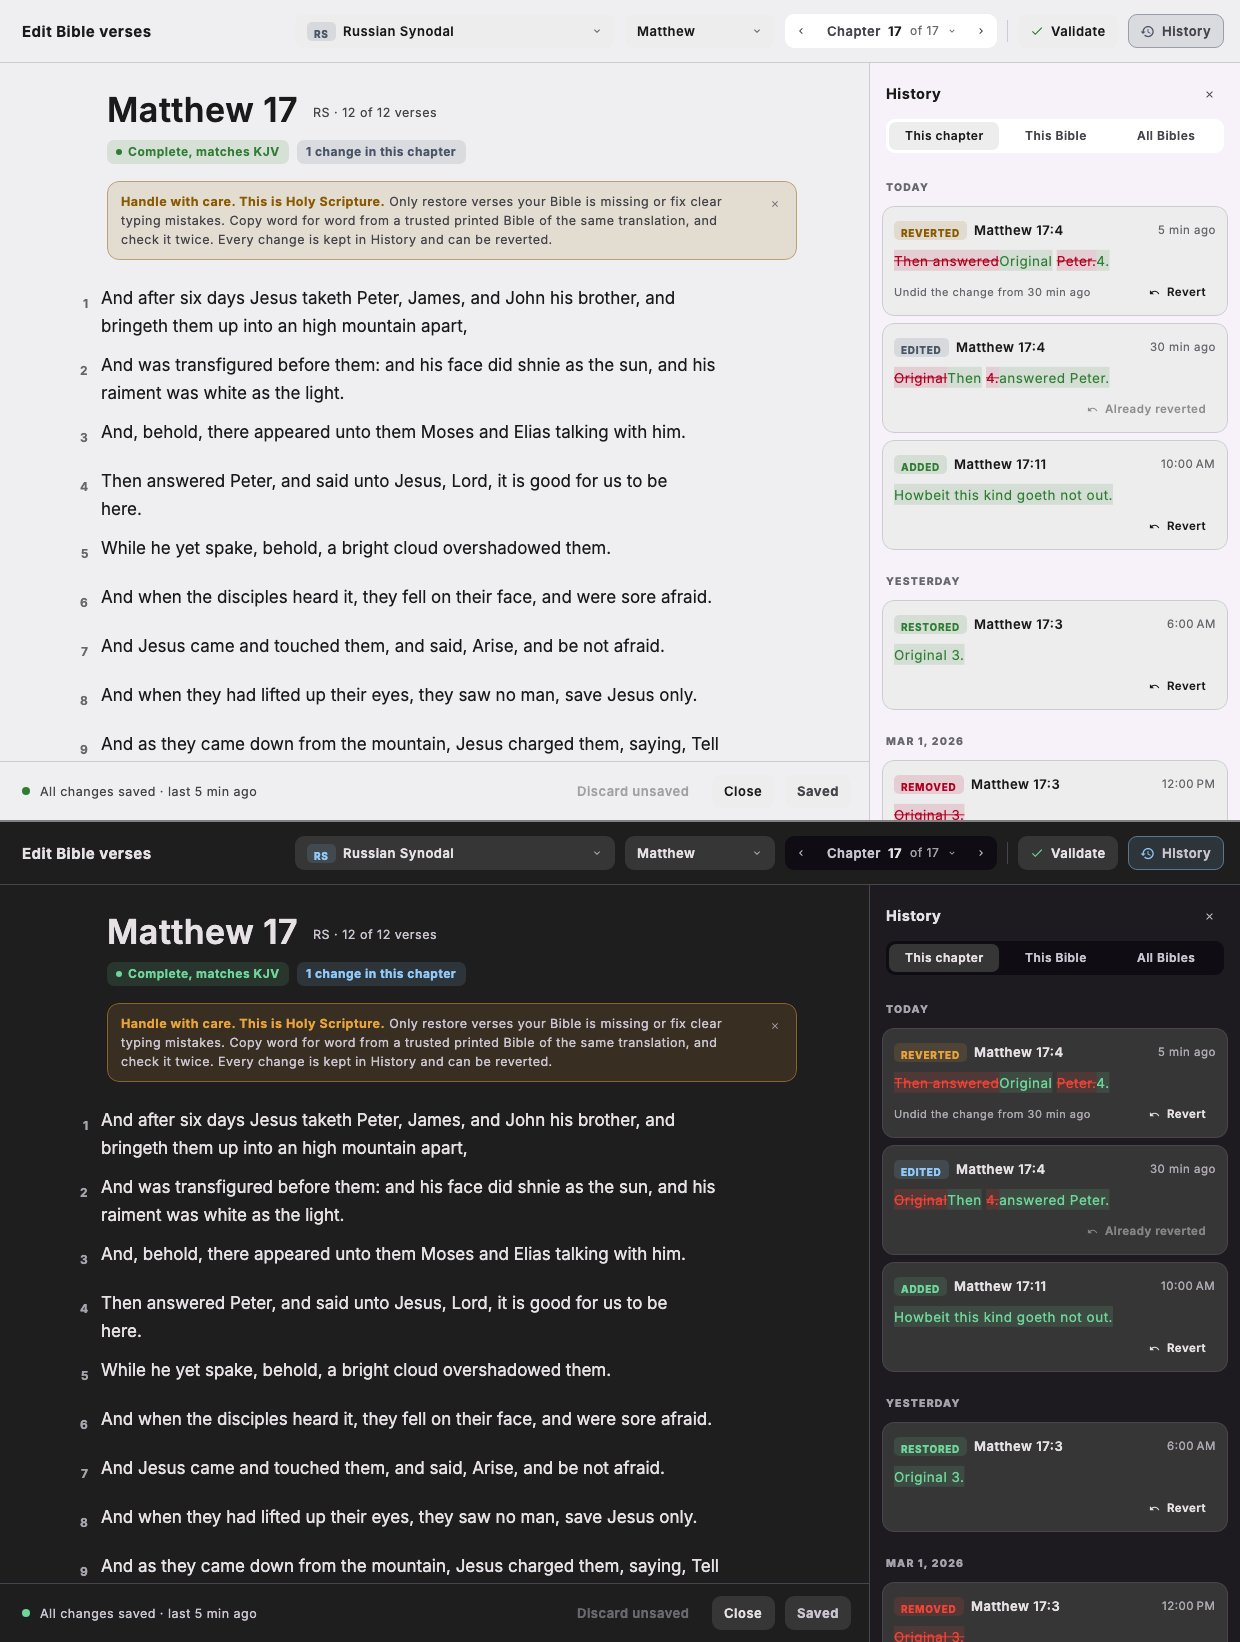 Edit Bible verses
RS Russian Synodal
Matthew
‹ Chapter 17 of 17 ›
✓ Validate
History
Matthew 17 RS · 12 of 12 verses
Complete, matches KJV
1 change in this chapter
Handle with care. This is Holy Scripture. Only restore verses your Bible is missing or fix clear
typing mistakes. Copy word for word from a trusted printed Bible of the same translation, and
check it twice. Every change is kept in History and can be reverted.
×
1 And after six days Jesus taketh Peter, James, and John his brother, and
bringeth them up into an high mountain apart,
2 And was transfigured before them: and his face did shnie as the sun, and his
raiment was white as the light.
3 And, behold, there appeared unto them Moses and Elias talking with him.
4 Then answered Peter, and said unto Jesus, Lord, it is good for us to be
here.
5 While he yet spake, behold, a bright cloud overshadowed them.
6 And when the disciples heard it, they fell on their face, and were sore afraid.
7 And Jesus came and touched them, and said, Arise, and be not afraid.
8 And when they had lifted up their eyes, they saw no man, save Jesus only.
9 And as they came down from the mountain, Jesus charged them, saying, Tell
All changes saved · last 5 min ago
Discard unsaved
Close
Saved
History
×
This chapter
This Bible
All Bibles
TODAY
REVERTED Matthew 17:4 5 min ago
Then answeredOriginal Peter.4.
Undid the change from 30 min ago
Revert
EDITED Matthew 17:4 30 min ago
OriginalThen 4.answered Peter.
Already reverted
ADDED Matthew 17:11 10:00 AM
Howbeit this kind goeth not out.
Revert
YESTERDAY
RESTORED Matthew 17:3 6:00 AM
Original 3.
Revert
MAR 1, 2026
REMOVED Matthew 17:3 12:00 PM
Original 3.
Edit Bible verses
RS Russian Synodal
Matthew
‹ Chapter 17 of 17 ›
✓ Validate
History
Matthew 17 RS · 12 of 12 verses
Complete, matches KJV
1 change in this chapter
Handle with care. This is Holy Scripture. Only restore verses your Bible is missing or fix clear
typing mistakes. Copy word for word from a trusted printed Bible of the same translation, and
check it twice. Every change is kept in History and can be reverted.
×
1 And after six days Jesus taketh Peter, James, and John his brother, and
bringeth them up into an high mountain apart,
2 And was transfigured before them: and his face did shnie as the sun, and his
raiment was white as the light.
3 And, behold, there appeared unto them Moses and Elias talking with him.
4 Then answered Peter, and said unto Jesus, Lord, it is good for us to be
here.
5 While he yet spake, behold, a bright cloud overshadowed them.
6 And when the disciples heard it, they fell on their face, and were sore afraid.
7 And Jesus came and touched them, and said, Arise, and be not afraid.
8 And when they had lifted up their eyes, they saw no man, save Jesus only.
9 And as they came down from the mountain, Jesus charged them, saying, Tell
All changes saved · last 5 min ago
Discard unsaved
Close
Saved
History
×
This chapter
This Bible
All Bibles
TODAY
REVERTED Matthew 17:4 5 min ago
Then answeredOriginal Peter.4.
Undid the change from 30 min ago
Revert
EDITED Matthew 17:4 30 min ago
OriginalThen 4.answered Peter.
Already reverted
ADDED Matthew 17:11 10:00 AM
Howbeit this kind goeth not out.
Revert
YESTERDAY
RESTORED Matthew 17:3 6:00 AM
Original 3.
Revert
MAR 1, 2026
REMOVED Matthew 17:3 12:00 PM
Original 3.